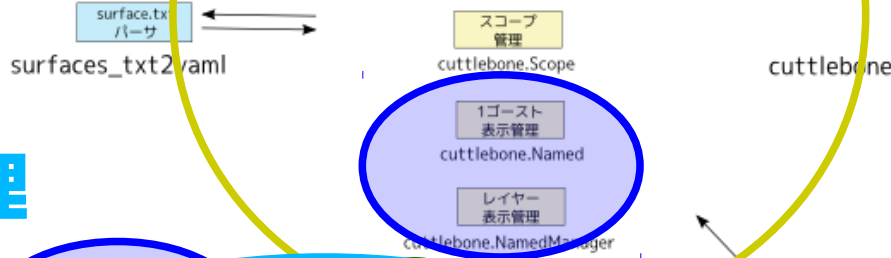 surface.txt
パーサ
surfaces_txt2yaml
スコープ
管理
cuttlebone.Scope
cuttlebone
1ゴースト
表示管理
cuttlebone.Named
レイヤー
表示管理
cuttlebone.NamedManager